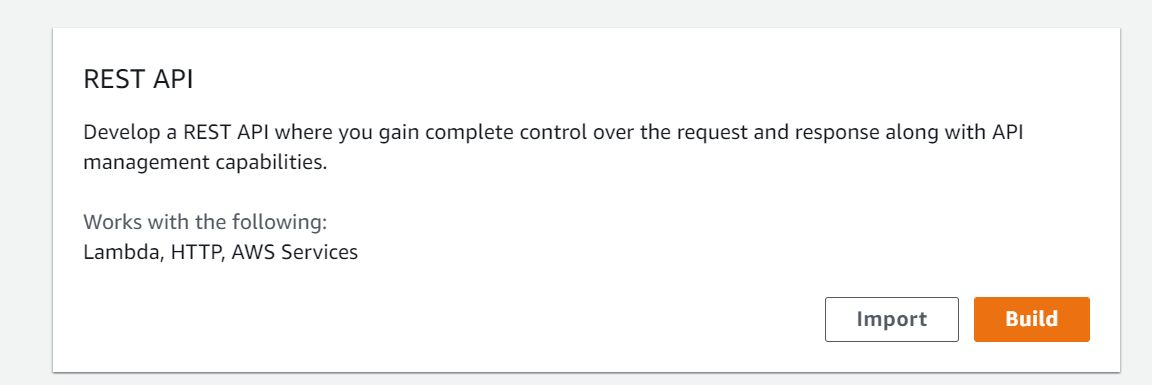 REST API
Develop a REST API where you gain complete control over the request and response along with API
management capabilities.
Works with the following:
Lambda, HTTP, AWS Services
Import
Build